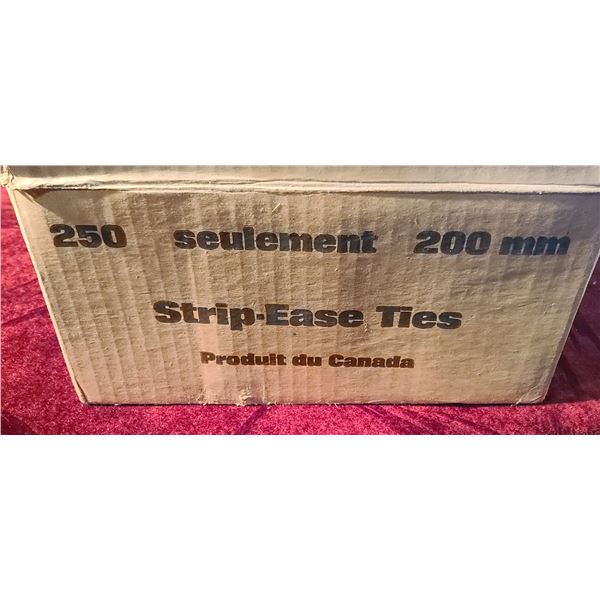 250 seulement 200 mm
Strip-Ease Ties
Produit du Canada